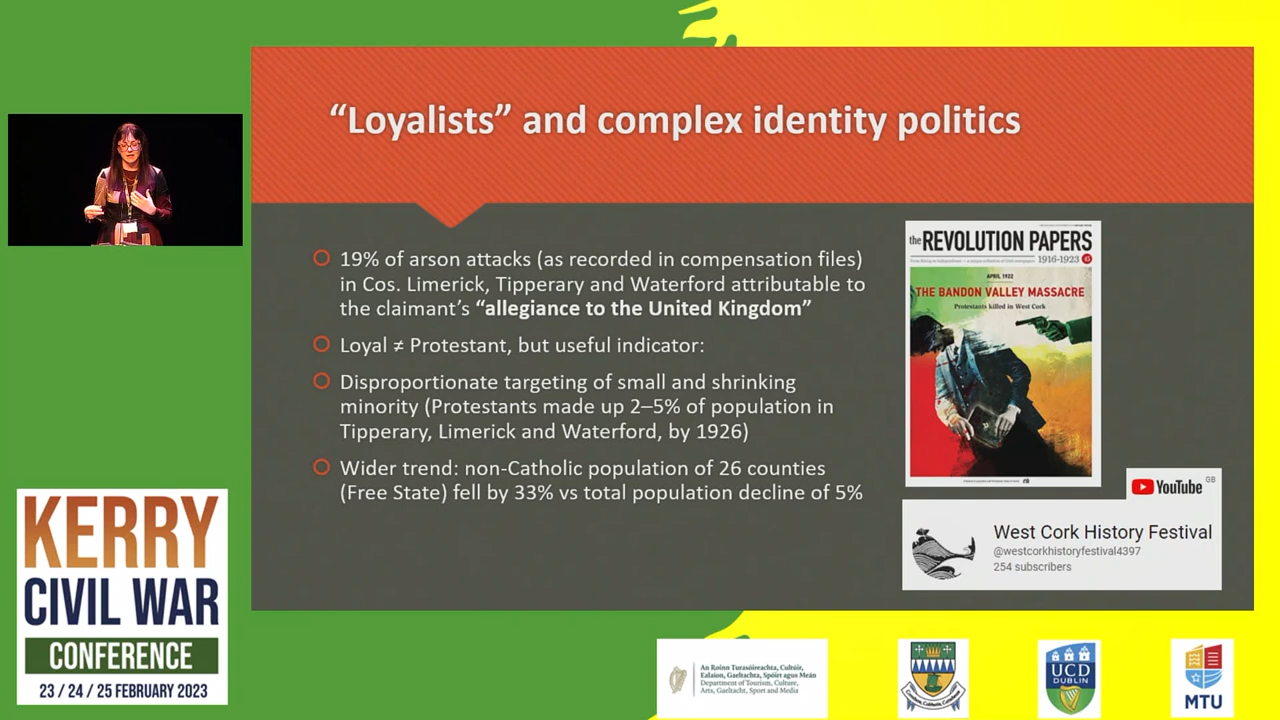 “Loyalists” and complex identity politics
19% of arson attacks (as recorded in compensation files)
in Cos. Limerick, Tipperary and Waterford attributable to
the claimant’s “allegiance to the United Kingdom”
Loyal ≠ Protestant, but useful indicator:
Disproportionate targeting of small and shrinking
minority (Protestants made up 2–5% of population in
Tipperary, Limerick and Waterford, by 1926)
Wider trend: non-Catholic population of 26 counties
(Free State) fell by 33% vs total population decline of 5%
the REVOLUTION PAPERS
1916-1923
45
APRIL 1922
THE BANDON VALLEY MASSACRE
Protestants killed in West Cork
YouTube GB
West Cork History Festival
@westcorkhistoryfestival4397
254 subscribers
KERRY
CIVIL WAR
CONFERENCE
23 / 24 / 25 FEBRUARY 2023
An Roinn Turasóireachta, Cultúir,
Ealaíon, Gaeltachta, Spóirt agus Meán
Department of Tourism, Culture,
Arts, Gaeltacht, Sport and Media
UCD
DUBLIN
MTU